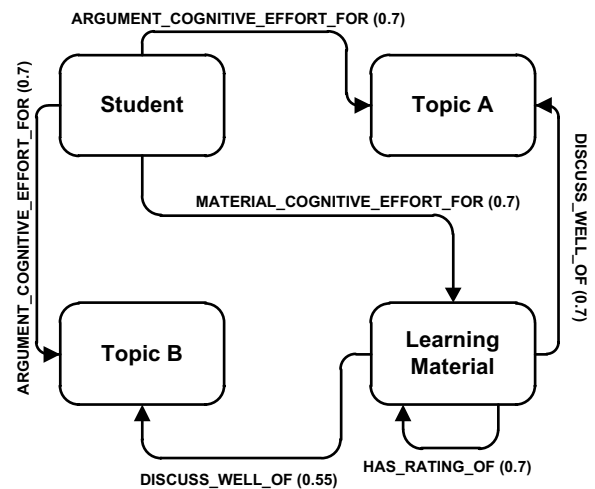 ARGUMENT_COGNITIVE_EFFORT_FOR (0.7)
Student
Topic A
ARGUMENT_COGNITIVE_EFFORT_FOR (0.7)
DISCUSS_WELL_OF (0.7)
MATERIAL_COGNITIVE_EFFORT_FOR (0.7)
Topic B
Learning
Material
DISCUSS_WELL_OF (0.55)
HAS_RATING_OF (0.7)